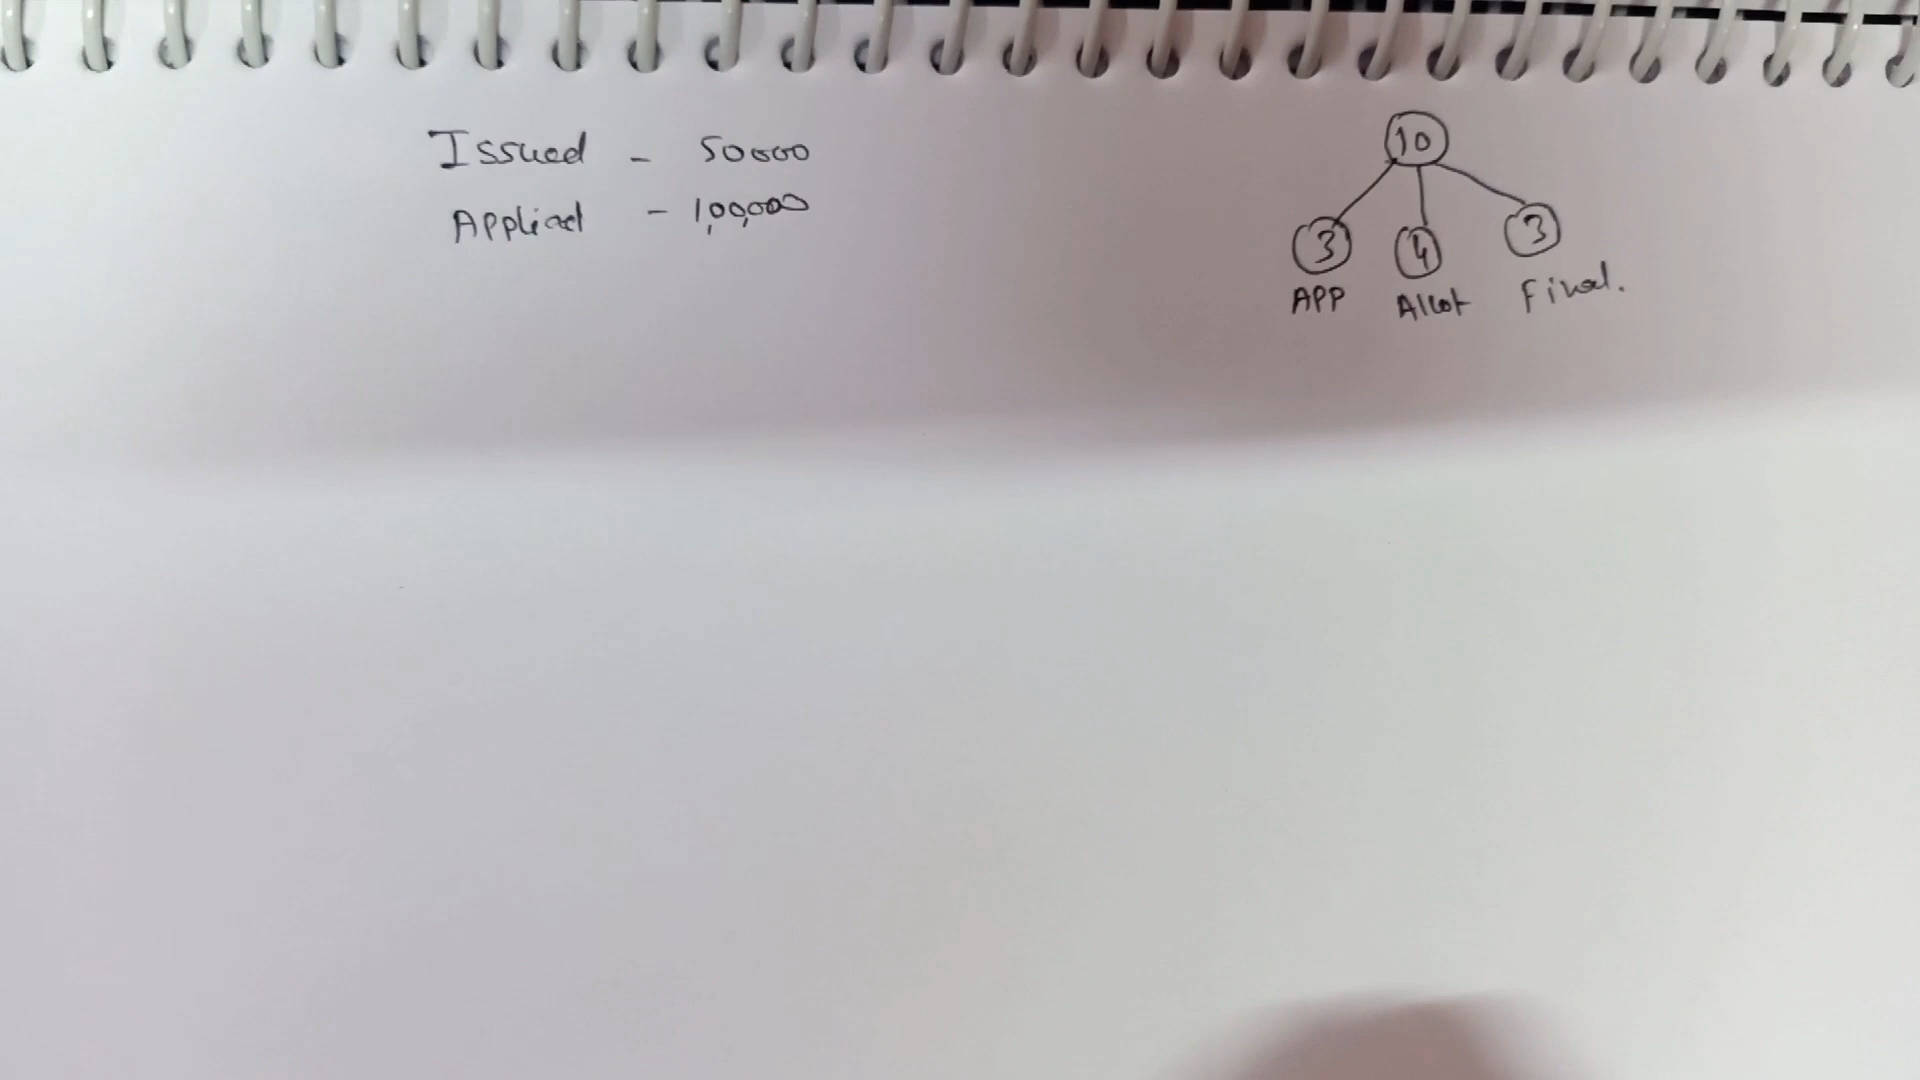 Issued - 50000
Applied - 1,00,000
10
3 4 3
APP Allot Final.